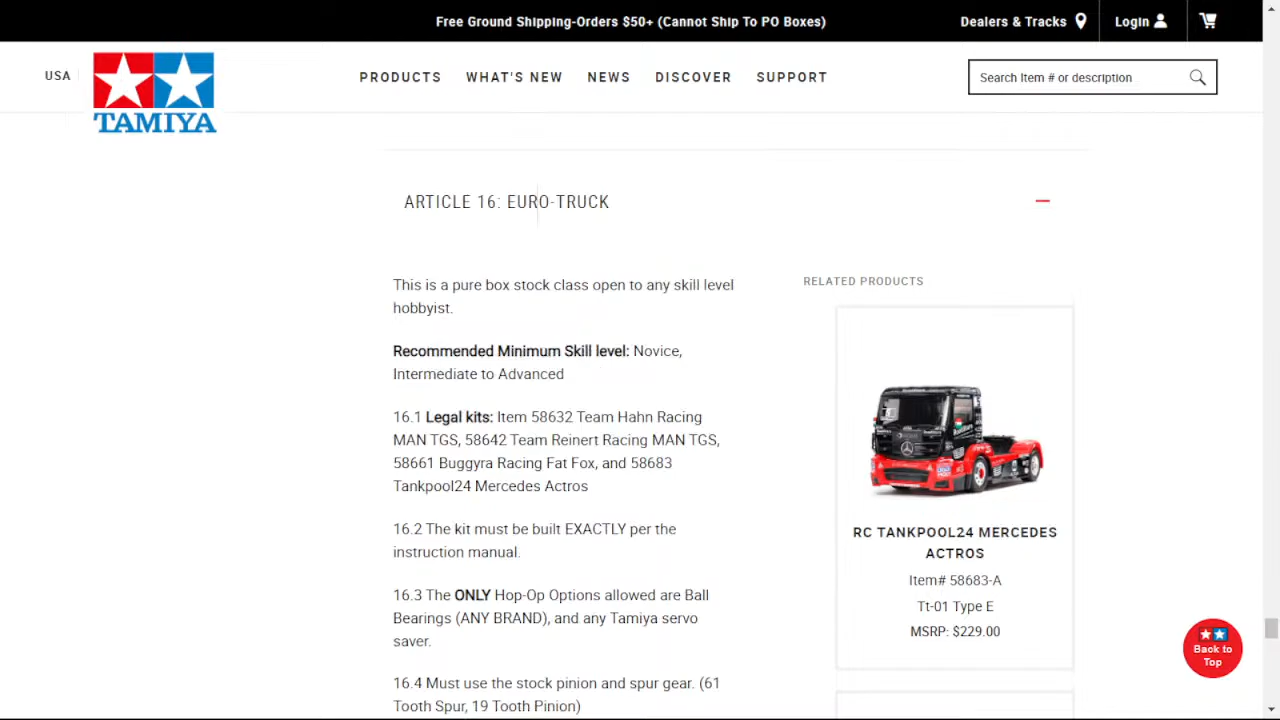 Free Ground Shipping-Orders $50+ (Cannot Ship To PO Boxes)
Dealers & Tracks
Login
USA
TAMIYA
PRODUCTS
WHAT'S NEW
NEWS
DISCOVER
SUPPORT
Search Item # or description
ARTICLE 16: EURO-TRUCK
This is a pure box stock class open to any skill level
hobbyist.
Recommended Minimum Skill level: Novice,
Intermediate to Advanced
16.1 Legal kits: Item 58632 Team Hahn Racing
MAN TGS, 58642 Team Reinert Racing MAN TGS,
58661 Buggyra Racing Fat Fox, and 58683
Tankpool24 Mercedes Actros
16.2 The kit must be built EXACTLY per the
instruction manual.
16.3 The ONLY Hop-Op Options allowed are Ball
Bearings (ANY BRAND), and any Tamiya servo
saver.
16.4 Must use the stock pinion and spur gear. (61
Tooth Spur, 19 Tooth Pinion)
RELATED PRODUCTS
RC TANKPOOL24 MERCEDES
ACTROS
Item# 58683-A
Tt-01 Type E
MSRP: $229.00
Back to
Top